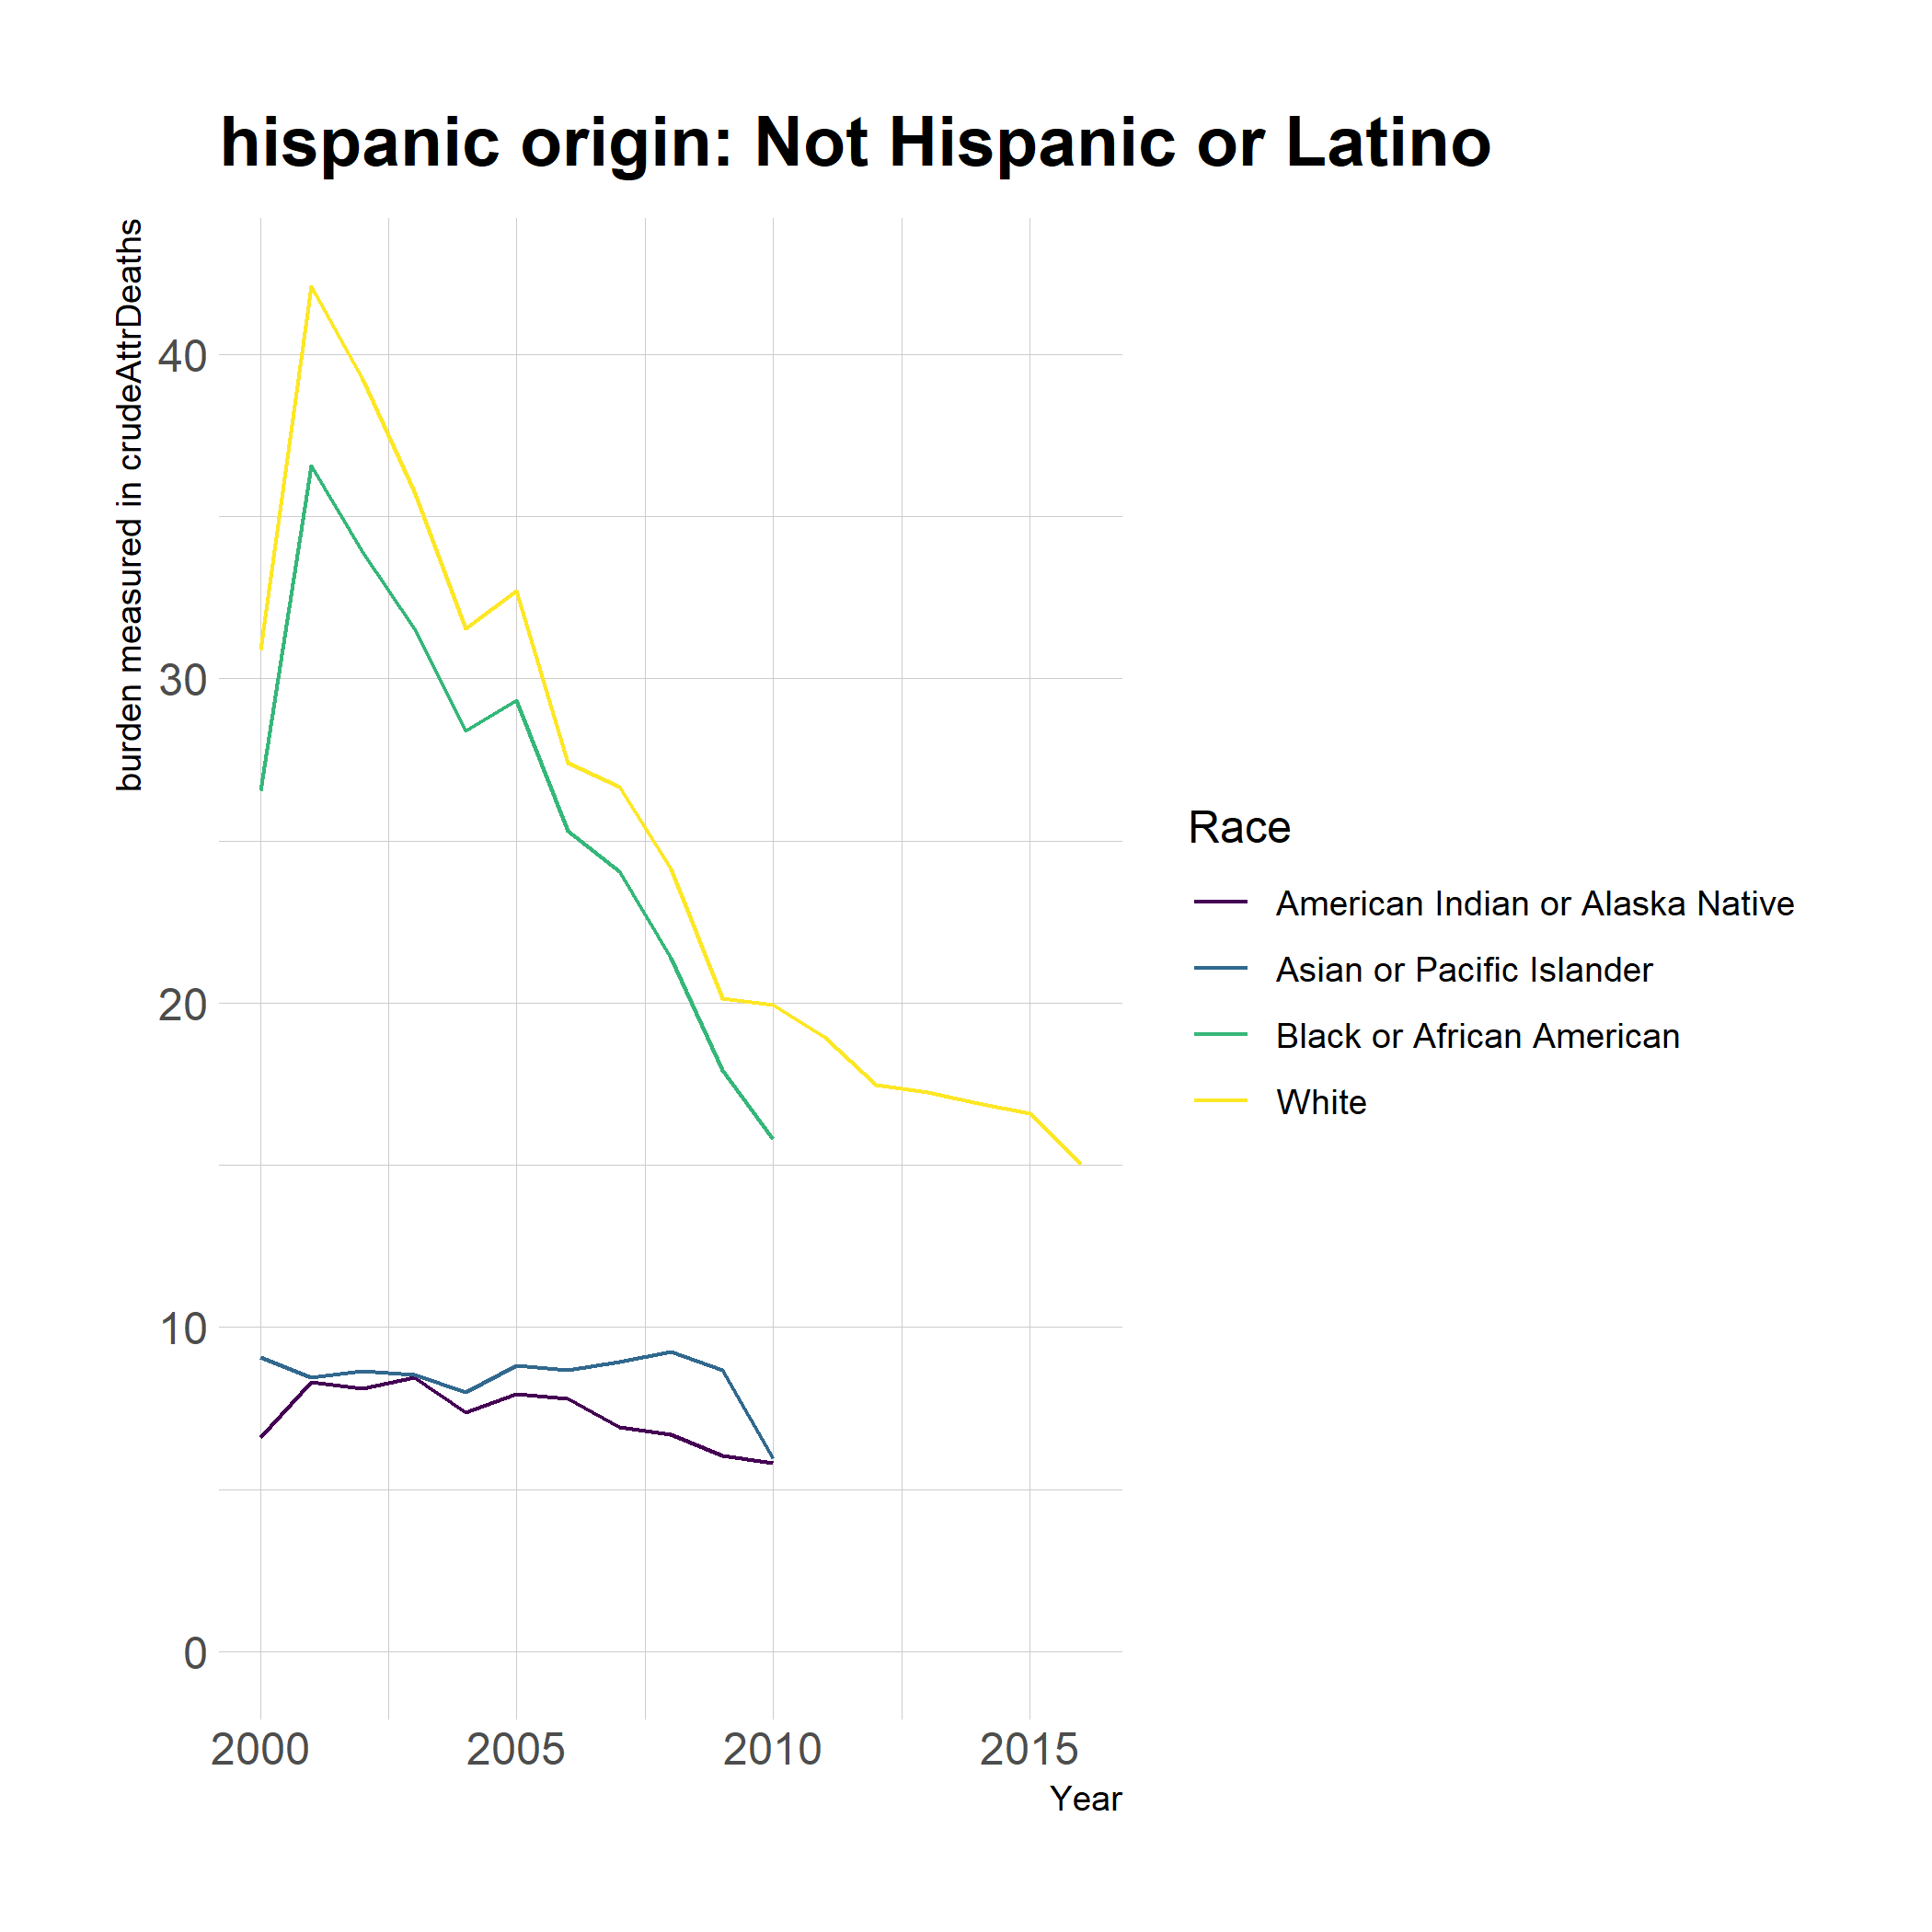 hispanic origin: Not Hispanic or Latino
burden measured in crudeAttrDeaths
40
30
20
10
0
2000 2005 2010 2015
Year
Race
American Indian or Alaska Native
Asian or Pacific Islander
Black or African American
White